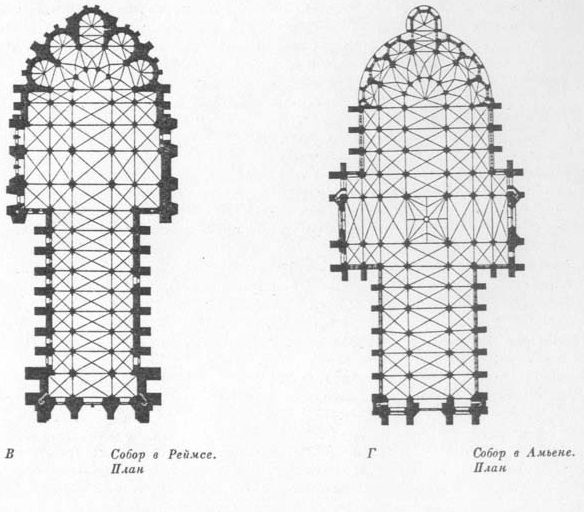 В Собор в Реймсе.
План
Г Собор в Амьене.
План